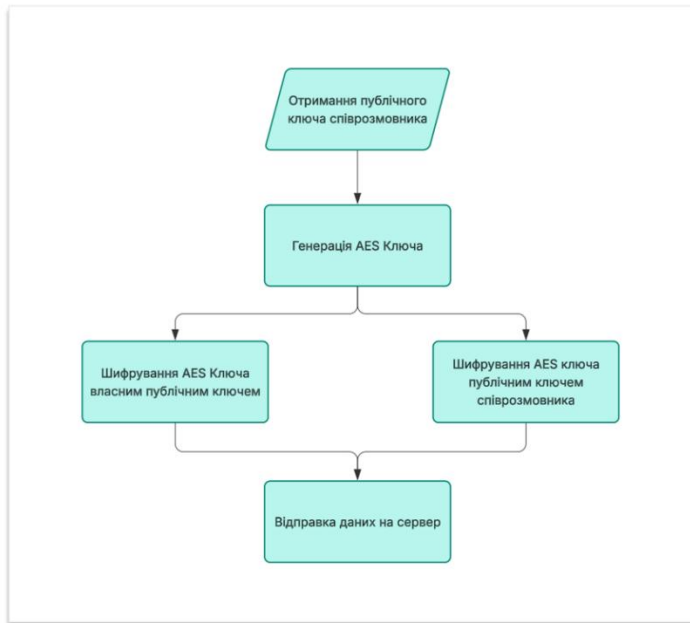 Отримання публічного
ключа співрозмовника
Генерація AES Ключа
Шифрування AES Ключа
власним публічним ключем
Шифрування AES ключа
публічним ключем
співрозмовника
Відправка даних на сервер